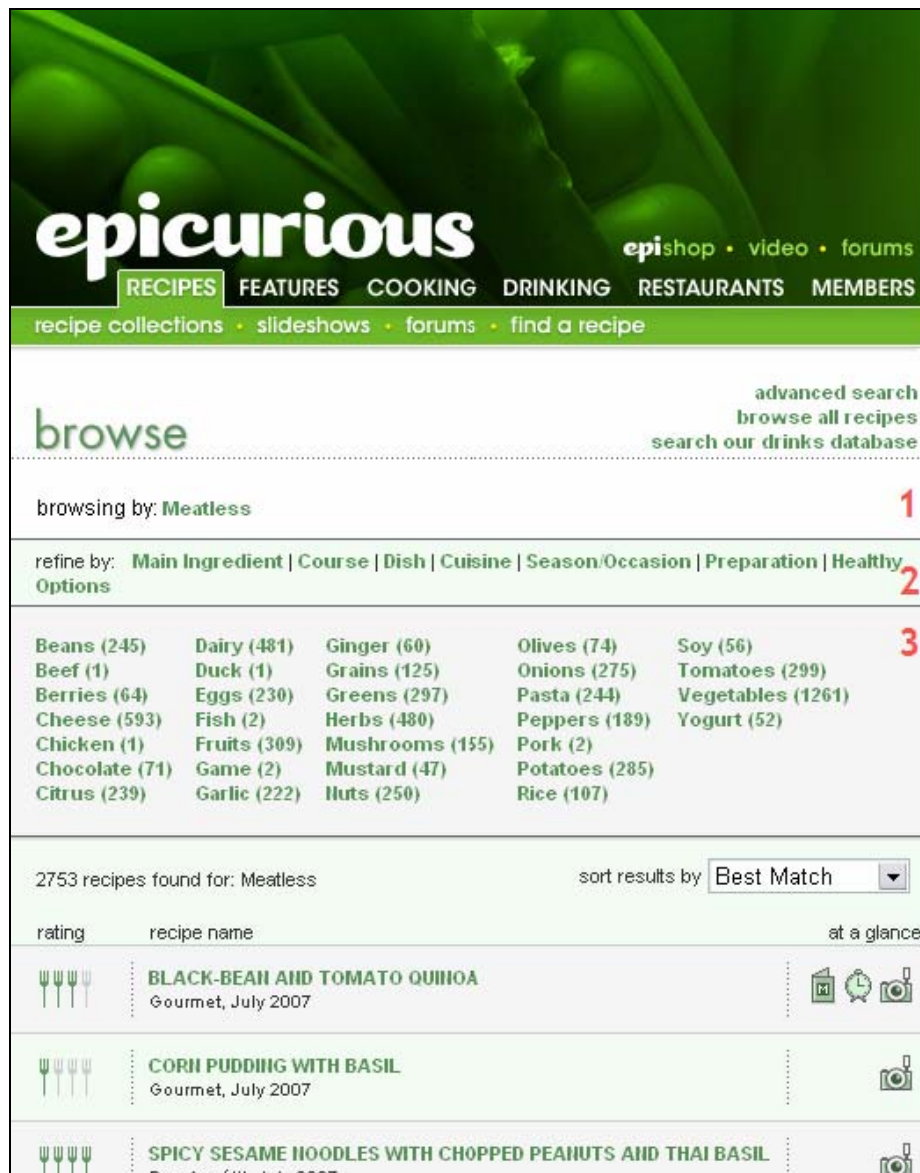 epicurious
epishop • video • forums
RECIPES FEATURES COOKING DRINKING RESTAURANTS MEMBERS
recipe collections • slideshows • forums • find a recipe
advanced search
browse all recipes
browse
search our drinks database
browsing by: Meatless 1
refine by: Main Ingredient | Course | Dish | Cuisine | Season/Occasion | Preparation | Healthy
Options 2
3
Beans (245) Dairy (481) Ginger (60) Olives (74) Soy (56)
Beef (1) Duck (1) Grains (125) Onions (275) Tomatoes (299)
Berries (64) Eggs (230) Greens (297) Pasta (244) Vegetables (1261)
Cheese (593) Fish (2) Herbs (480) Peppers (189) Yogurt (52)
Chicken (1) Fruits (309) Mushrooms (155) Pork (2)
Chocolate (71) Game (2) Mustard (47) Potatoes (285)
Citrus (239) Garlic (222) Nuts (250) Rice (107)
2753 recipes found for: Meatless sort results by Best Match
rating recipe name at a glance
BLACK-BEAN AND TOMATO QUINOA
Gourmet, July 2007
CORN PUDDING WITH BASIL
Gourmet, July 2007
SPICY SESAME NOODLES WITH CHOPPED PEANUTS AND THAI BASIL